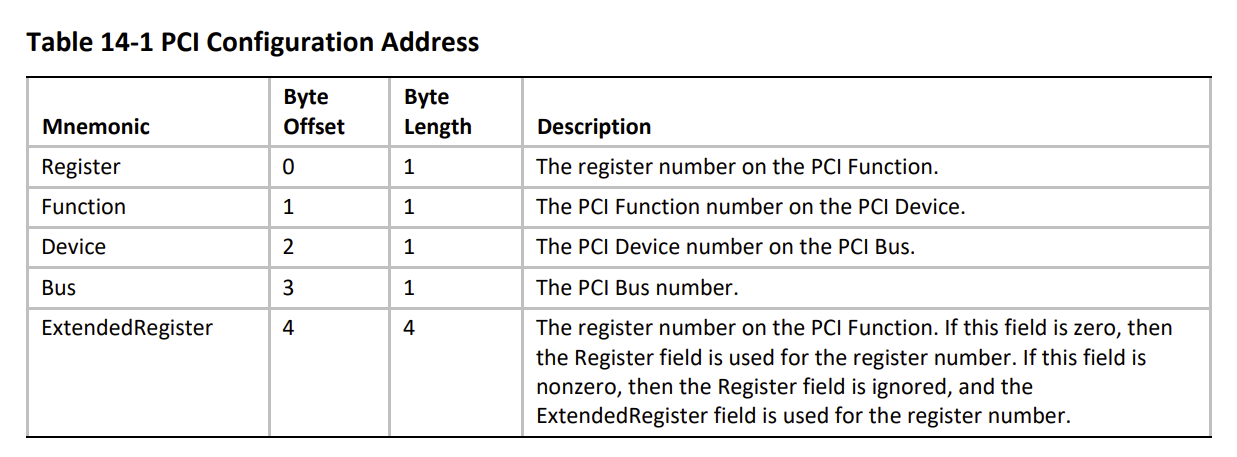 Table 14-1 PCI Configuration Address
Mnemonic Byte Offset Byte Length Description
Register 0 1 The register number on the PCI Function.
Function 1 1 The PCI Function number on the PCI Device.
Device 2 1 The PCI Device number on the PCI Bus.
Bus 3 1 The PCI Bus number.
ExtendedRegister 4 4 The register number on the PCI Function. If this field is zero, then
the Register field is used for the register number. If this field is
nonzero, then the Register field is ignored, and the
ExtendedRegister field is used for the register number.